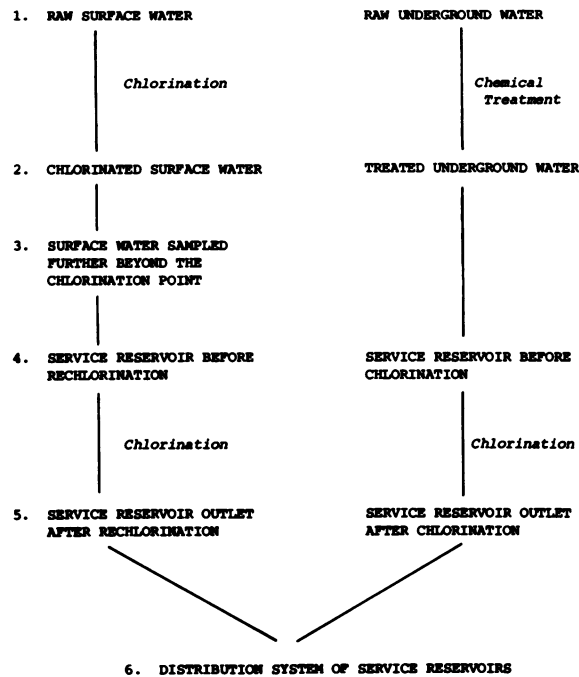 1. RAW SURFACE WATER
RAW UNDERGROUND WATER
Chlorination
Chemical
Treatment
2. CHLORINATED SURFACE WATER
TREATED UNDERGROUND WATER
3. SURFACE WATER SAMPLED
FURTHER BEYOND THE
CHLORINATION POINT
4. SERVICE RESERVOIR BEFORE
RECHLORINATION
SERVICE RESERVOIR BEFORE
CHLORINATION
Chlorination
Chlorination
5. SERVICE RESERVOIR OUTLET
AFTER RECHLORINATION
SERVICE RESERVOIR OUTLET
AFTER CHLORINATION
6. DISTRIBUTION SYSTEM OF SERVICE RESERVOIRS